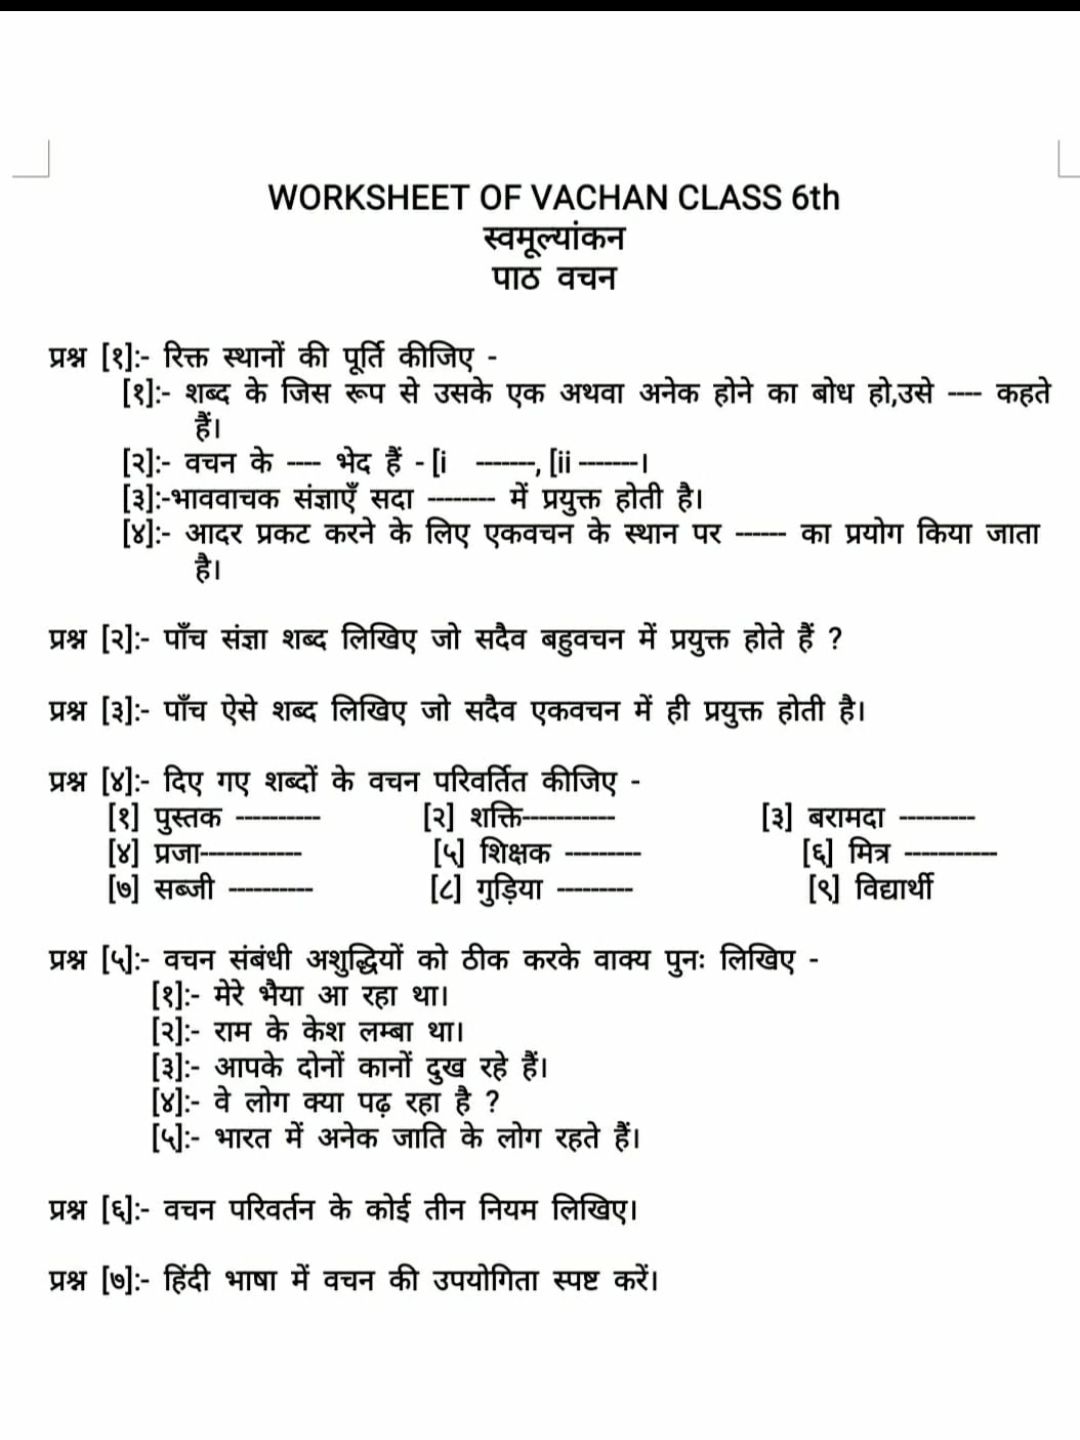 WORKSHEET OF VACHAN CLASS 6th
स्वमूल्यांकन
पाठ वचन
प्रश्न [१]:- रिक्त स्थानों की पूर्ति कीजिए -
[१]:- शब्द के जिस रूप से उसके एक अथवा अनेक होने का बोध हो,उसे ---- कहते
हैं।
[२]:- वचन के ---- भेद हैं - [i -------, [ii -------।
[३]:-भाववाचक संज्ञाएँ सदा -------- में प्रयुक्त होती है।
[४]:- आदर प्रकट करने के लिए एकवचन के स्थान पर ------ का प्रयोग किया जाता
है।
प्रश्न [२]:- पाँच संज्ञा शब्द लिखिए जो सदैव बहुवचन में प्रयुक्त होते हैं ?
प्रश्न [३]:- पाँच ऐसे शब्द लिखिए जो सदैव एकवचन में ही प्रयुक्त होती है।
प्रश्न [४]:- दिए गए शब्दों के वचन परिवर्तित कीजिए -
[१] पुस्तक ---------- [२] शक्ति----------- [३] बरामदा ---------
[४] प्रजा------------ [५] शिक्षक --------- [६] मित्र -----------
[७] सब्जी ---------- [८] गुड़िया --------- [९] विद्यार्थी
प्रश्न [५]:- वचन संबंधी अशुद्धियों को ठीक करके वाक्य पुनः लिखिए -
[१]:- मेरे भैया आ रहा था।
[२]:- राम के केश लम्बा था।
[३]:- आपके दोनों कानों दुख रहे हैं।
[४]:- वे लोग क्या पढ़ रहा है ?
[५]:- भारत में अनेक जाति के लोग रहते हैं।
प्रश्न [६]:- वचन परिवर्तन के कोई तीन नियम लिखिए।
प्रश्न [७]:- हिंदी भाषा में वचन की उपयोगिता स्पष्ट करें।